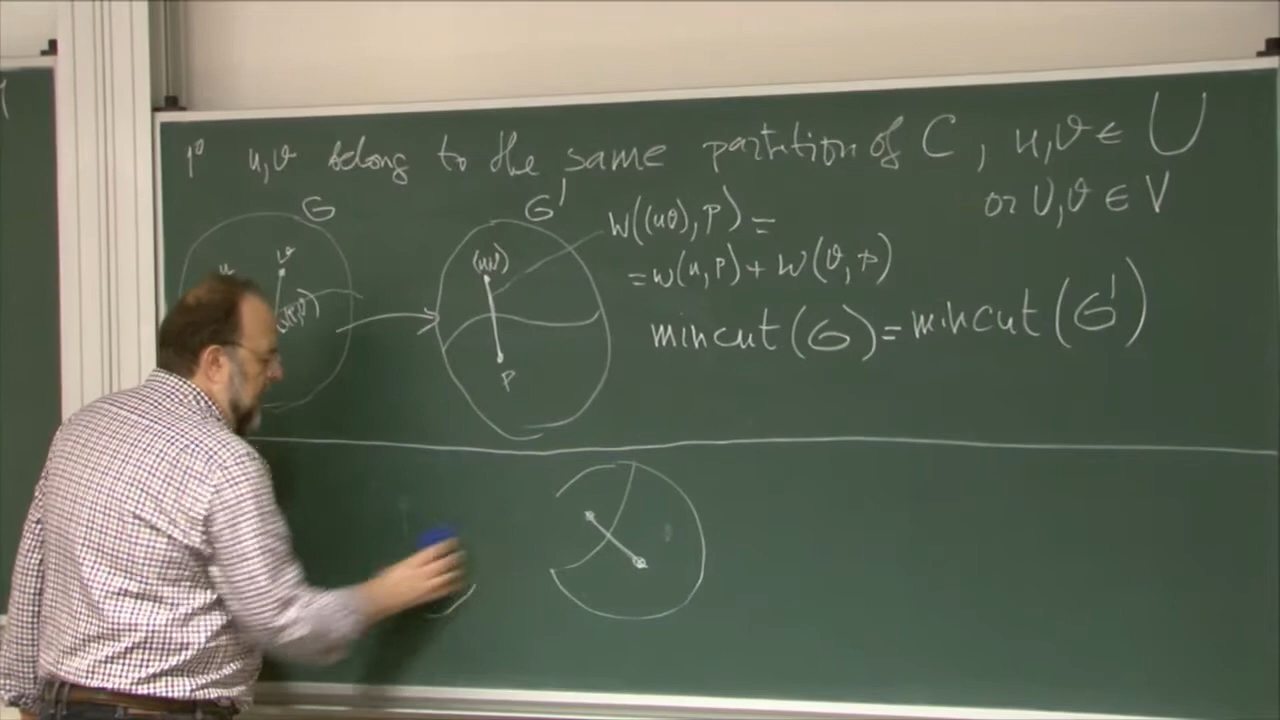 1° u,v belong to the same partition of C, u,v ∈ U
or U,v ∈ V
G
G'
W((uv),P) =
= w(u,P) + W(v,P)
mincut(G) = mincut(G')
v
u
(uv)
P